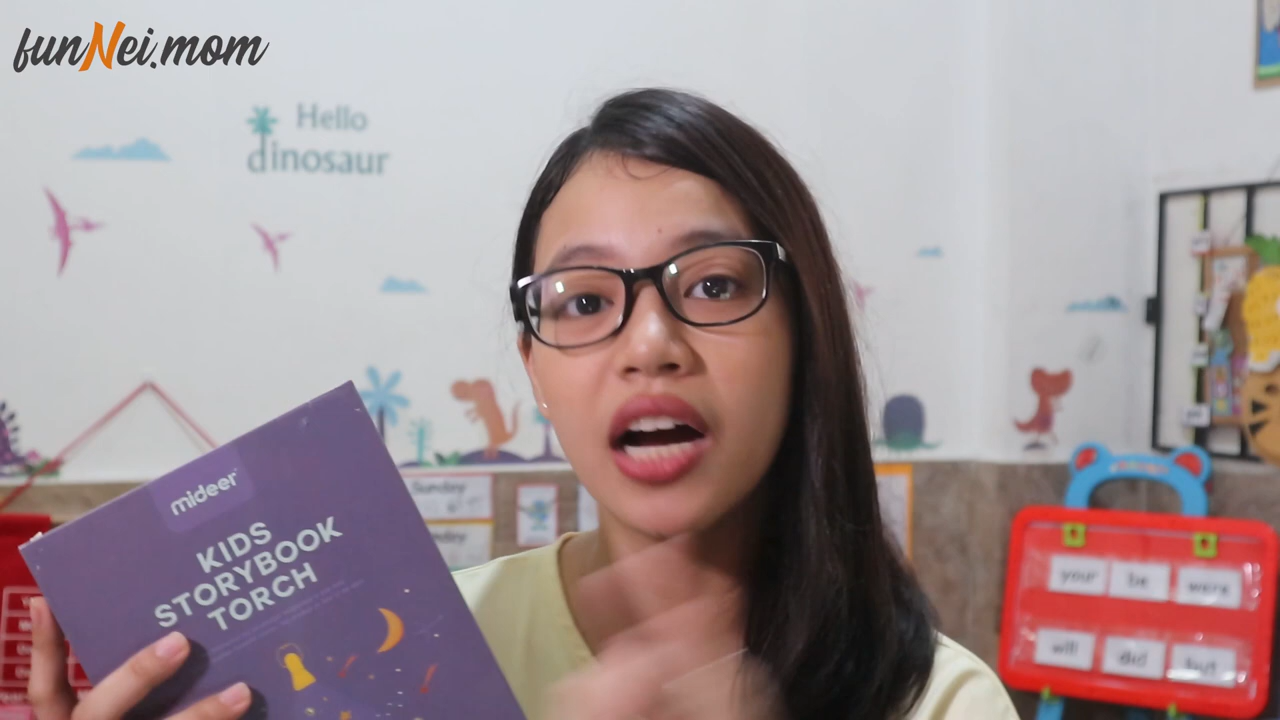 funNei.mom
Hello
dinosaur
mideer
KIDS
STORYBOOK
TORCH
Sunday
your be were
will did but